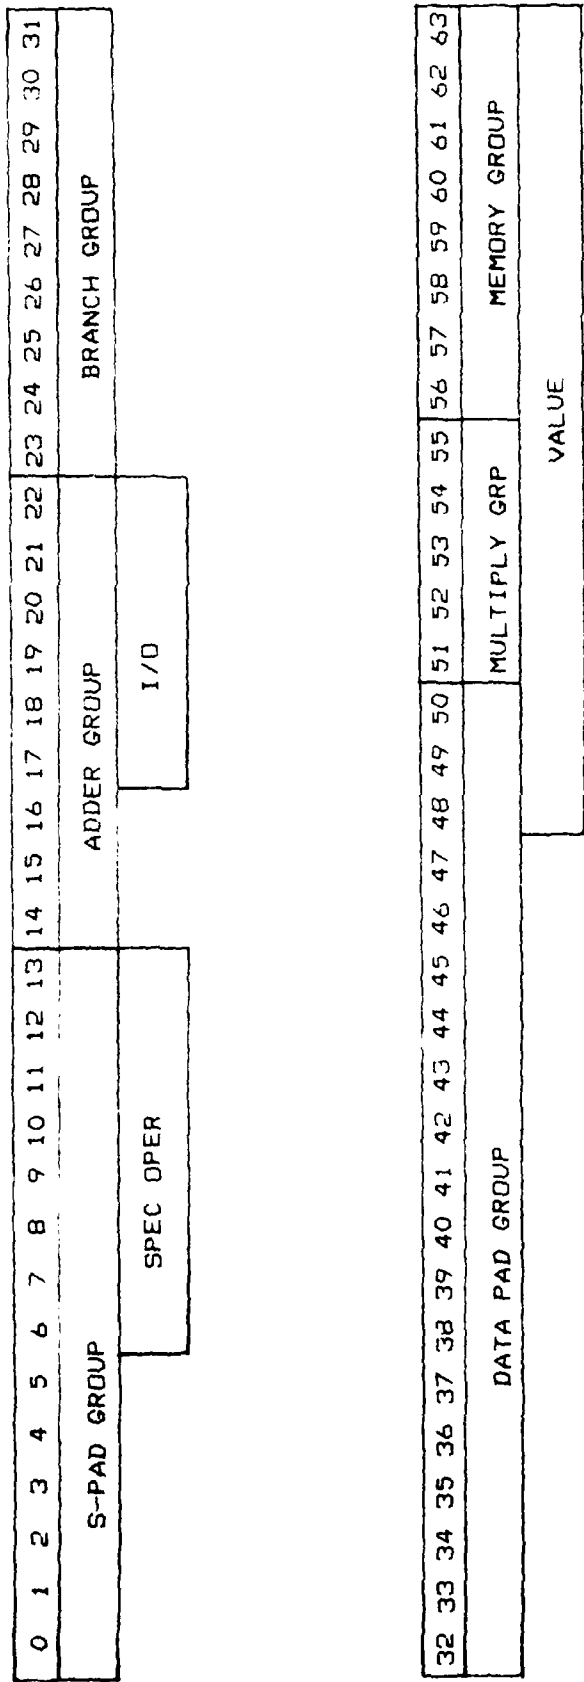 0 1 2 3 4 5 6 7 8 9 10 11 12 13 14 15 16 17 18 19 20 21 22 23 24 25 26 27 28 29 30 31
S-PAD GROUP ADDER GROUP BRANCH GROUP
SPEC OPER I/O
32 33 34 35 36 37 38 39 40 41 42 43 44 45 46 47 48 49 50 51 52 53 54 55 56 57 58 59 60 61 62 63
DATA PAD GROUP MULTIPLY GRP MEMORY GROUP
VALUE